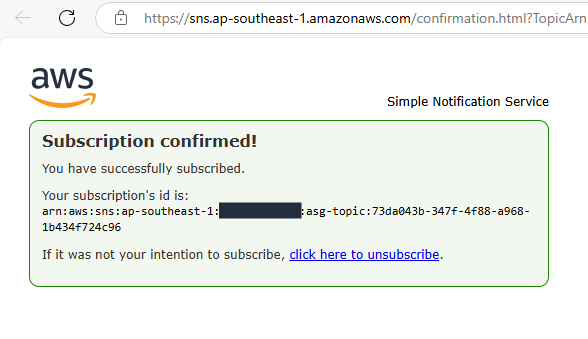 https://sns.ap-southeast-1.amazonaws.com/confirmation.html?TopicArn
aws
Simple Notification Service
Subscription confirmed!
You have successfully subscribed.
Your subscription's id is:
arn:aws:sns:ap-southeast-1: :asg-topic:73da043b-347f-4f88-a968-
1b434f724c96
If it was not your intention to subscribe, click here to unsubscribe.